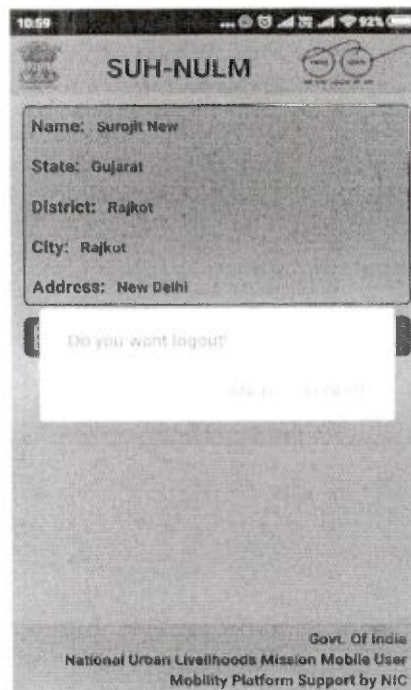 10:59 ... 92%
SUH-NULM
Name: Surojit New
State: Gujarat
District: Rajkot
City: Rajkot
Address: New Delhi
Do you want logout?
Govt. Of India
National Urban Livelihoods Mission Mobile User
Mobility Platform Support by NIC